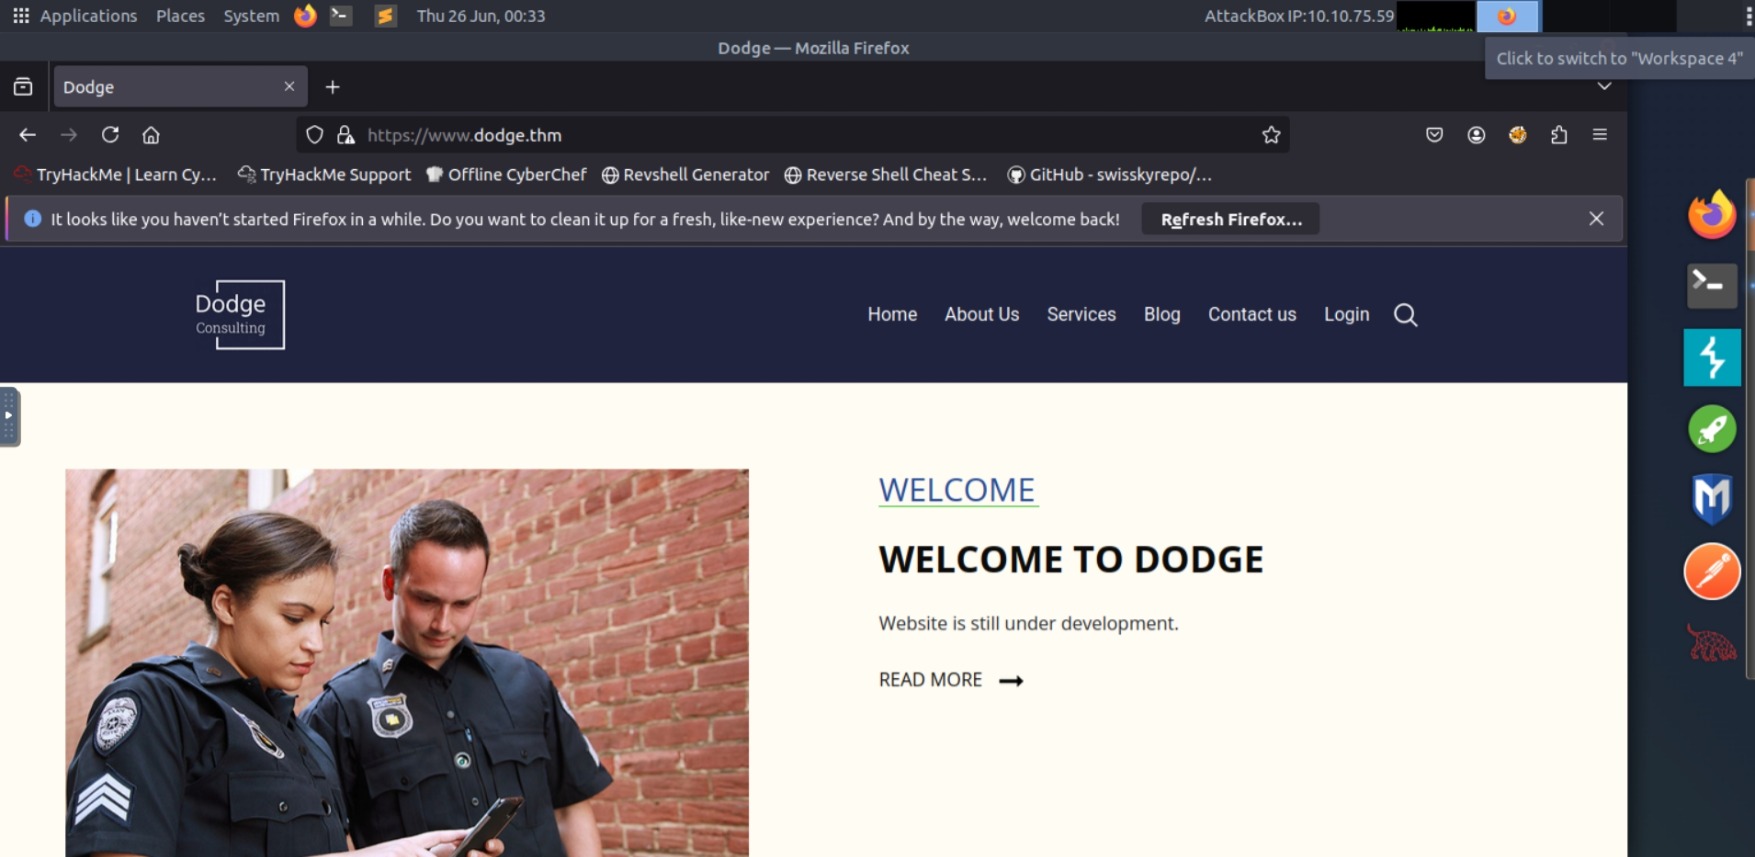 Applications Places System Thu 26 Jun, 00:33 AttackBox IP:10.10.75.59
Dodge — Mozilla Firefox
Click to switch to "Workspace 4"
Dodge
https://www.dodge.thm
TryHackMe | Learn Cy... TryHackMe Support Offline CyberChef Revshell Generator Reverse Shell Cheat S... GitHub - swisskyrepo/...
It looks like you haven't started Firefox in a while. Do you want to clean it up for a fresh, like-new experience? And by the way, welcome back! Refresh Firefox...
Dodge
Consulting
Home About Us Services Blog Contact us Login
WELCOME
WELCOME TO DODGE
Website is still under development.
READ MORE